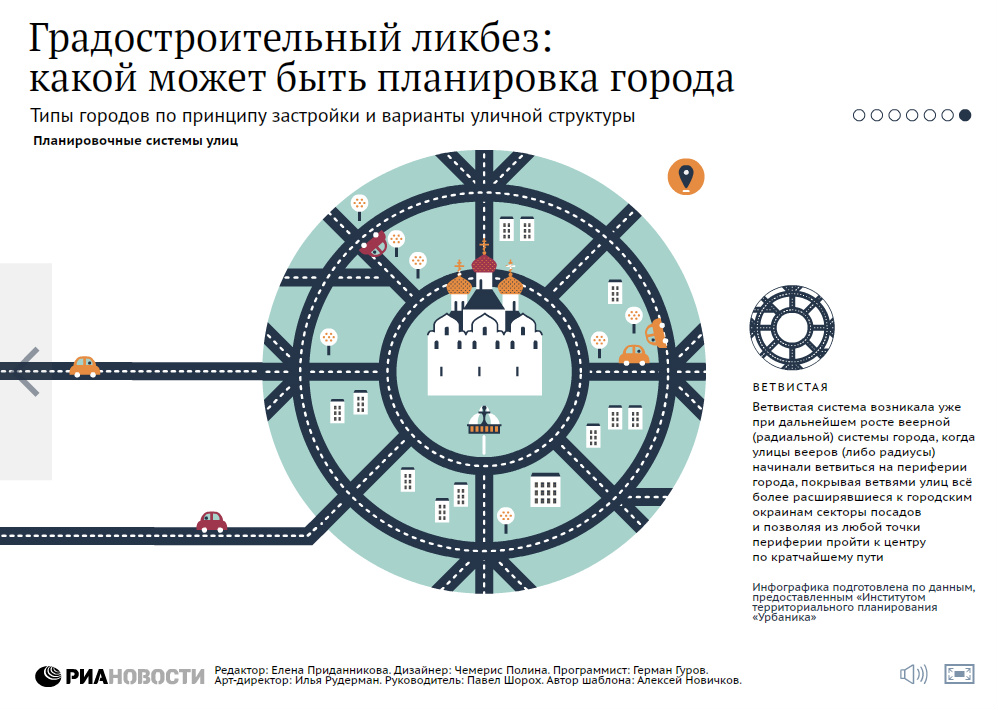 Градостроительный ликбез:
какой может быть планировка города
Типы городов по принципу застройки и варианты уличной структуры
Планировочные системы улиц
ВЕТВИСТАЯ
Ветвистая система возникала уже
при дальнейшем росте веерной
(радиальной) системы города, когда
улицы вееров (либо радиусы)
начинали ветвиться на периферии
города, покрывая ветвями улиц всё
более расширявшиеся к городским
окраинам секторы посадов
и позволяя из любой точки
периферии пройти к центру
по кратчайшему пути
Инфографика подготовлена по данным,
предоставленным «Институтом
территориального планирования
«Урбаника»
РИАНОВОСТИ
Редактор: Елена Приданникова. Дизайнер: Чемерис Полина. Программист: Герман Гуров.
Арт-директор: Илья Рудерман. Руководитель: Павел Шорох. Автор шаблона: Алексей Новичков.